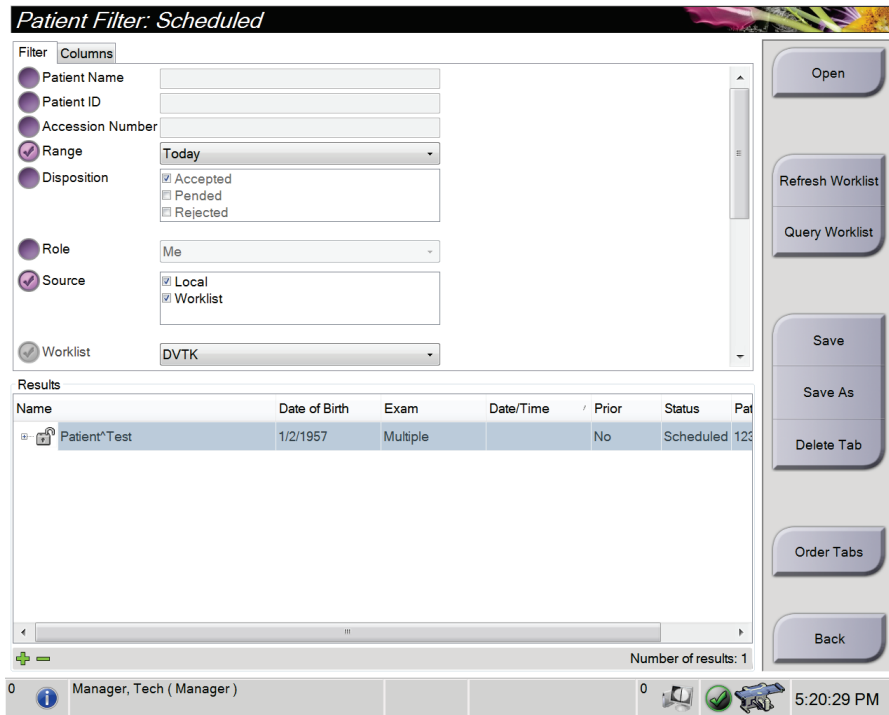 Patient Filter: Scheduled
Filter Columns
Patient Name
Patient ID
Accession Number
Range Today
Disposition Accepted
Pended
Rejected
Role Me
Source Local
Worklist
Worklist DVTK
Results
Name Date of Birth Exam Date/Time Prior Status Pat
Patient^Test 1/2/1957 Multiple No Scheduled 123
Number of results: 1
Open
Refresh Worklist
Query Worklist
Save
Save As
Delete Tab
Order Tabs
Back
0 Manager, Tech ( Manager ) 0 5:20:29 PM